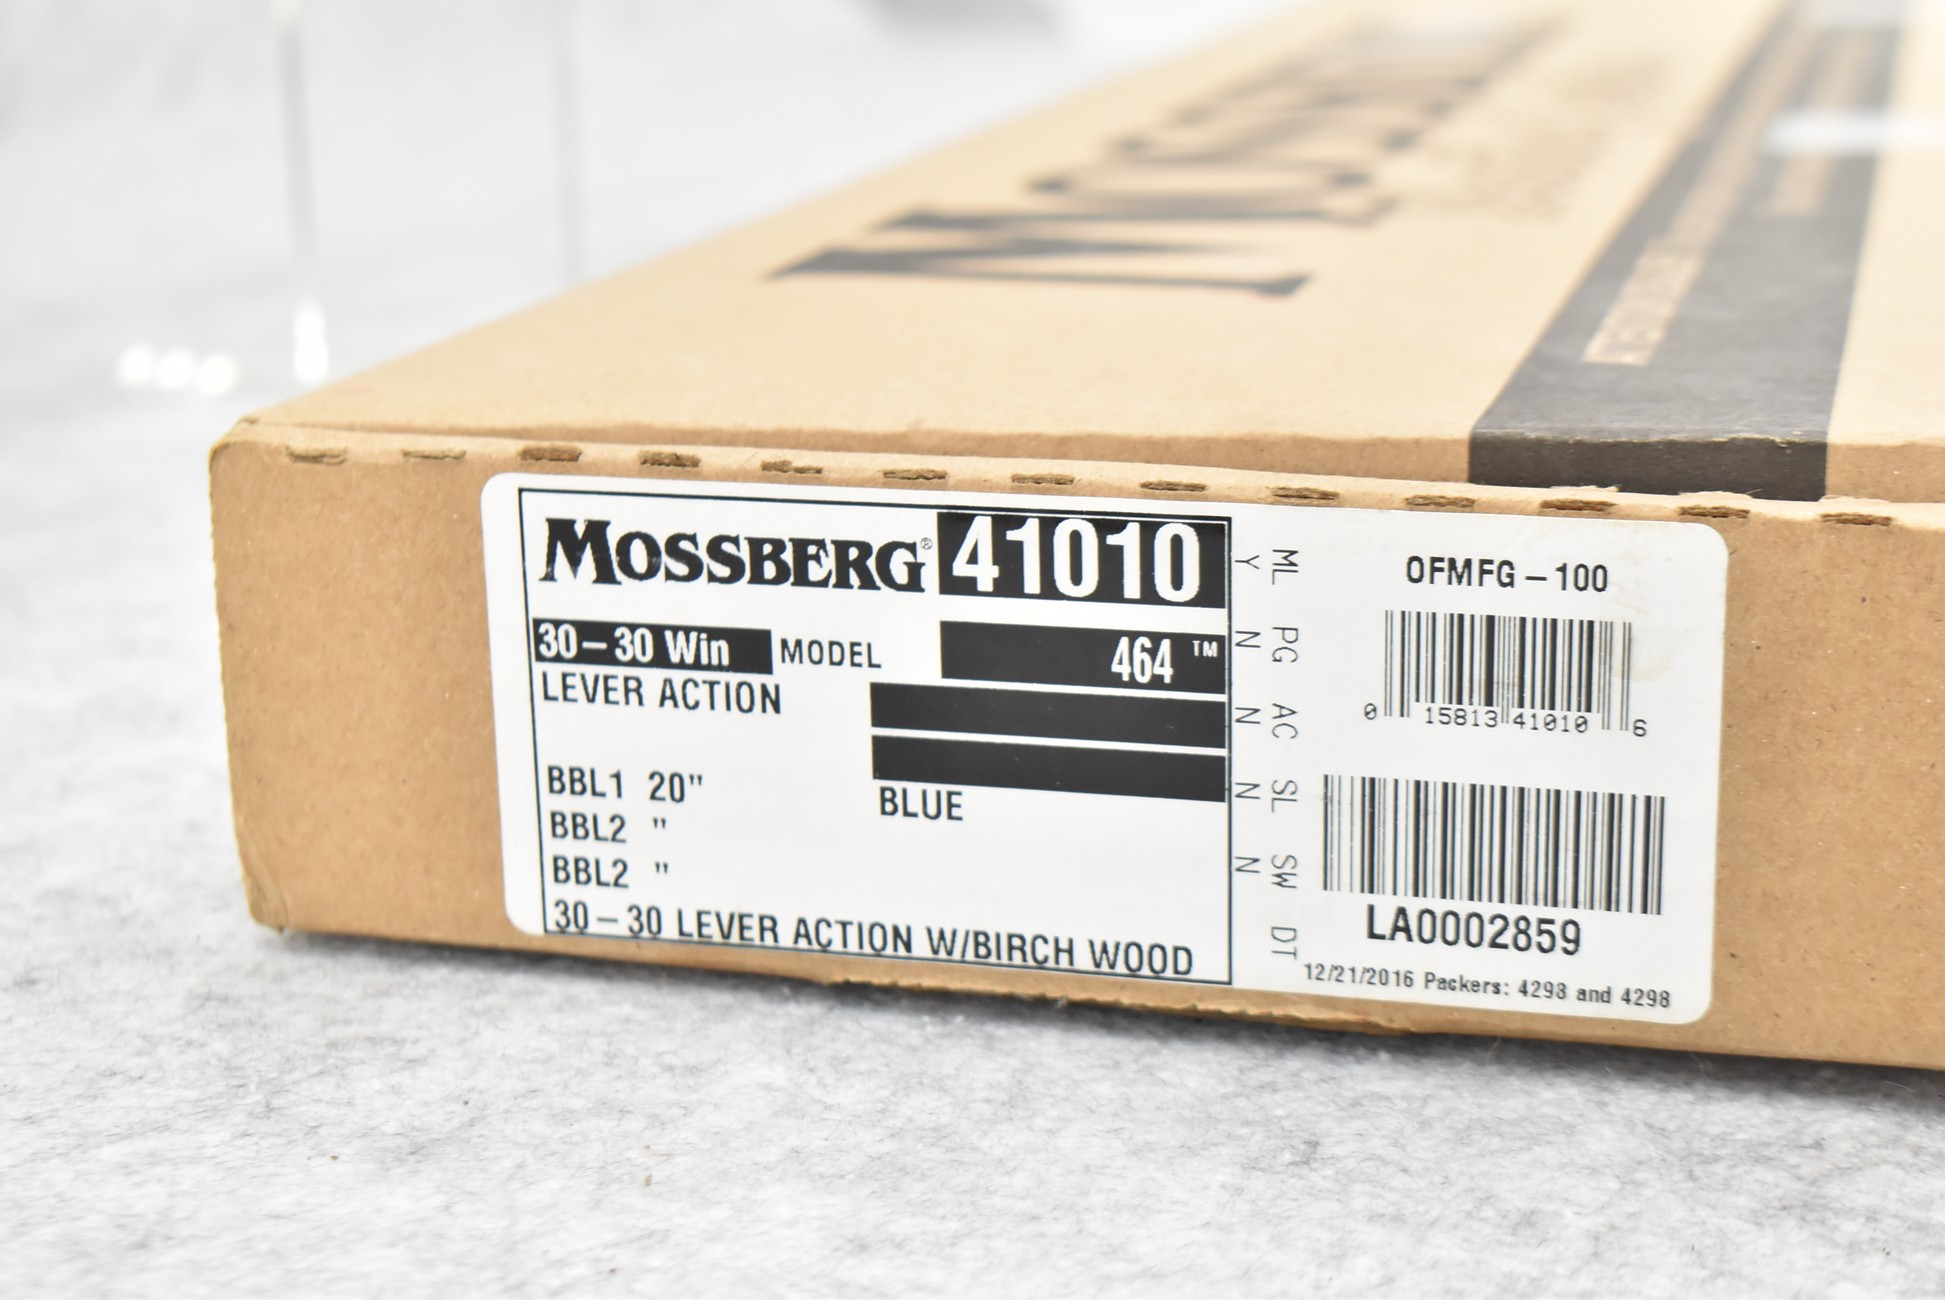 MOSSBERG
MOSSBERG® 41010
30-30 Win MODEL 464™
LEVER ACTION
BBL1 20"
BLUE
BBL2 "
BBL2 "
30-30 LEVER ACTION W/BIRCH WOOD
ML Y
PG N
AC N
SL N
SW N
DT
OFMFG-100
0 15813 41010 6
LA0002859
12/21/2016 Packers: 4298 and 4298